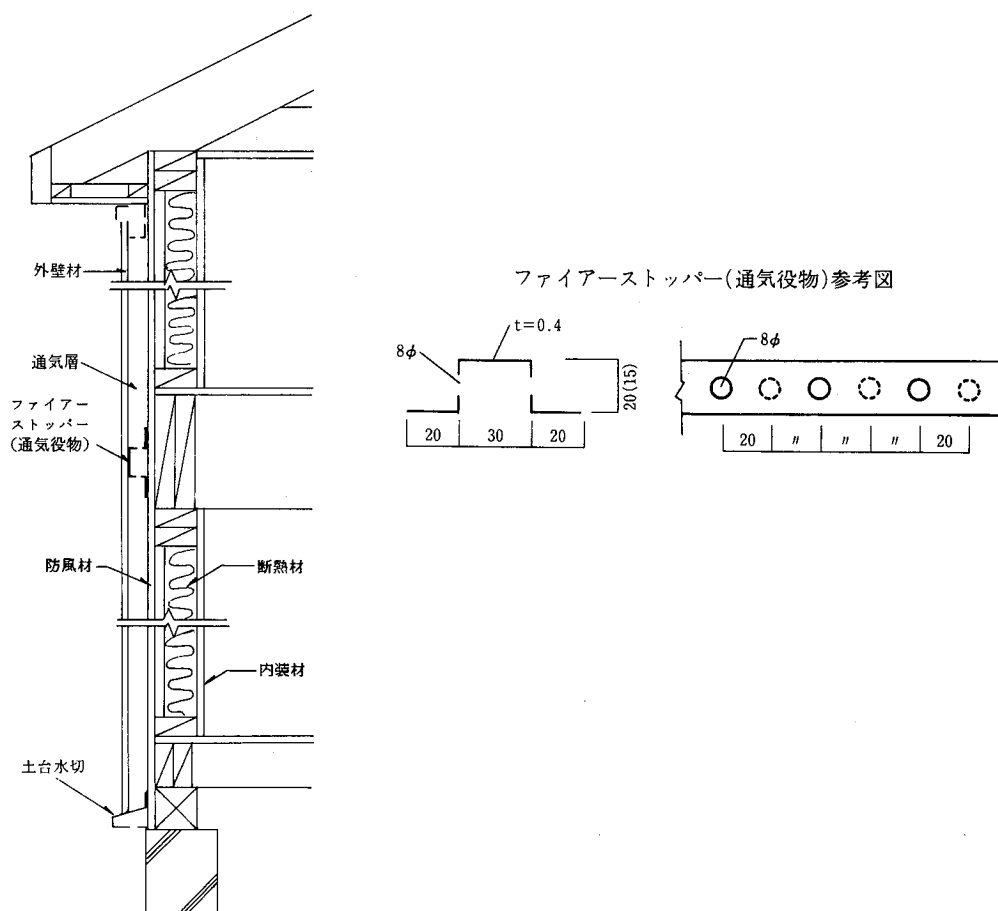 外壁材
通気層
ファイアー
ストッパー
(通気役物)
防風材
断熱材
内装材
土台水切
ファイアーストッパー(通気役物)参考図
t=0.4
8φ
20(15)
20 30 20
8φ
20 〃 〃 〃 20